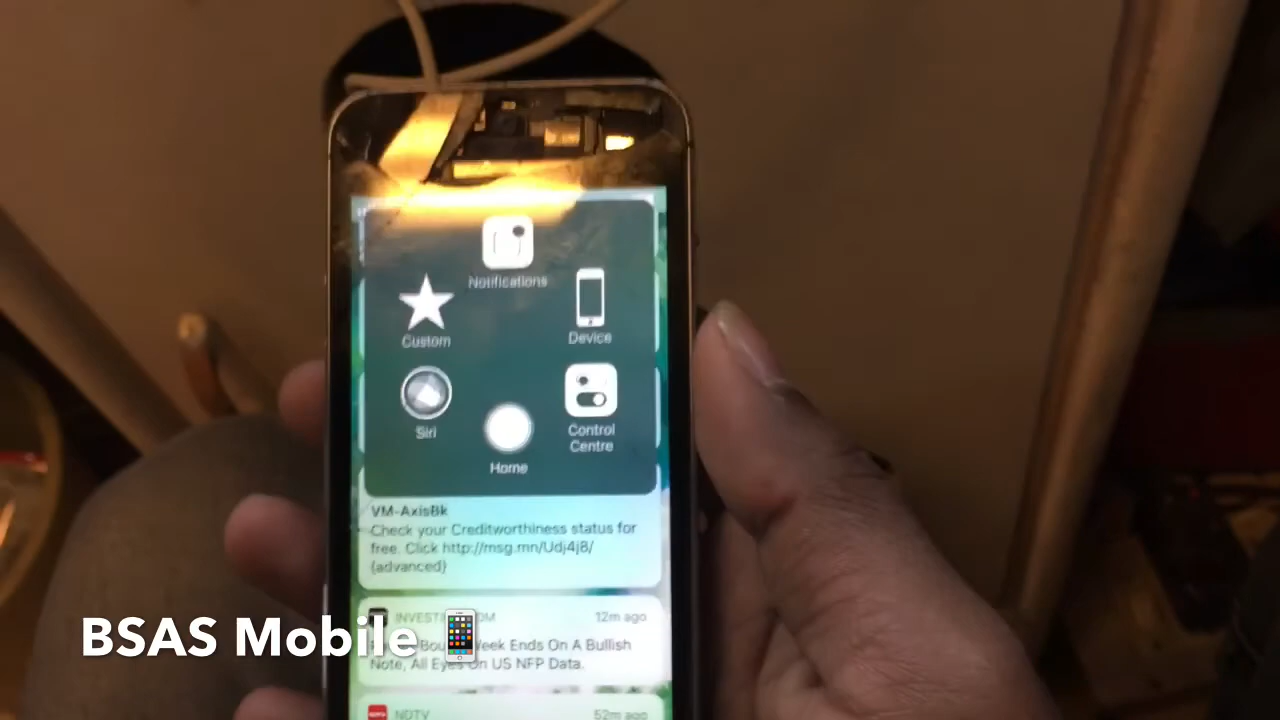 Notifications
Custom
Device
Siri
Control
Centre
Home
VM-AxisBk
Check your Creditworthiness status for
free. Click http://msg.mn/Udj4j8/
(advanced)
12m ago
Week Ends On A Bullish
Note, All Eyes On US NFP Data.
BSAS Mobile 📱
NDTV
52m ago